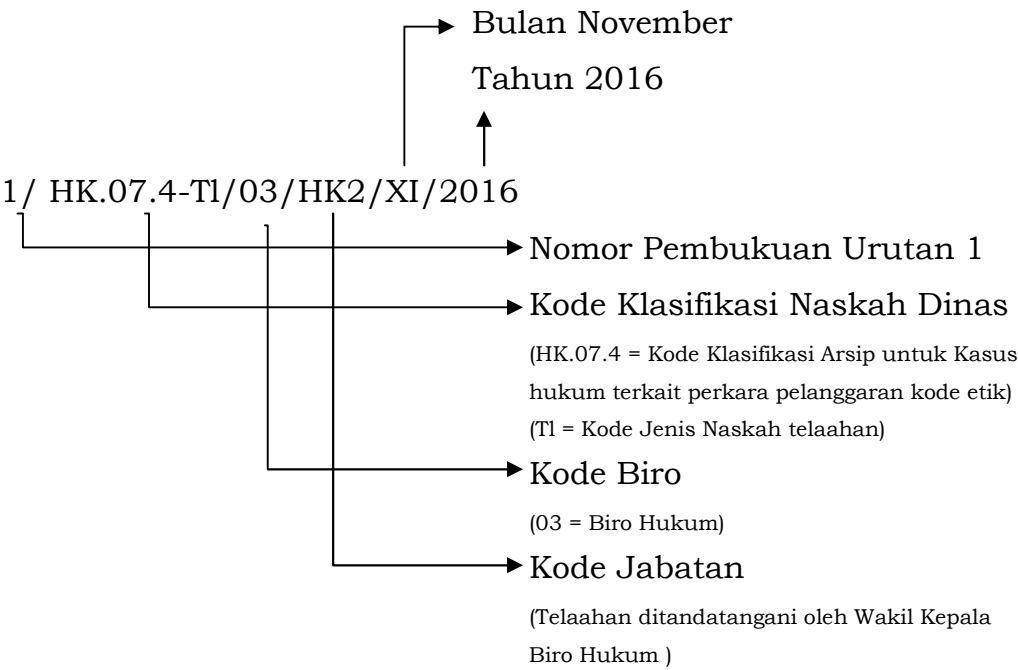 Bulan November
Tahun 2016
1/ HK.07.4-Tl/03/HK2/XI/2016
Nomor Pembukuan Urutan 1
Kode Klasifikasi Naskah Dinas
(HK.07.4 = Kode Klasifikasi Arsip untuk Kasus
hukum terkait perkara pelanggaran kode etik)
(Tl = Kode Jenis Naskah telaahan)
Kode Biro
(03 = Biro Hukum)
Kode Jabatan
(Telaahan ditandatangani oleh Wakil Kepala
Biro Hukum )